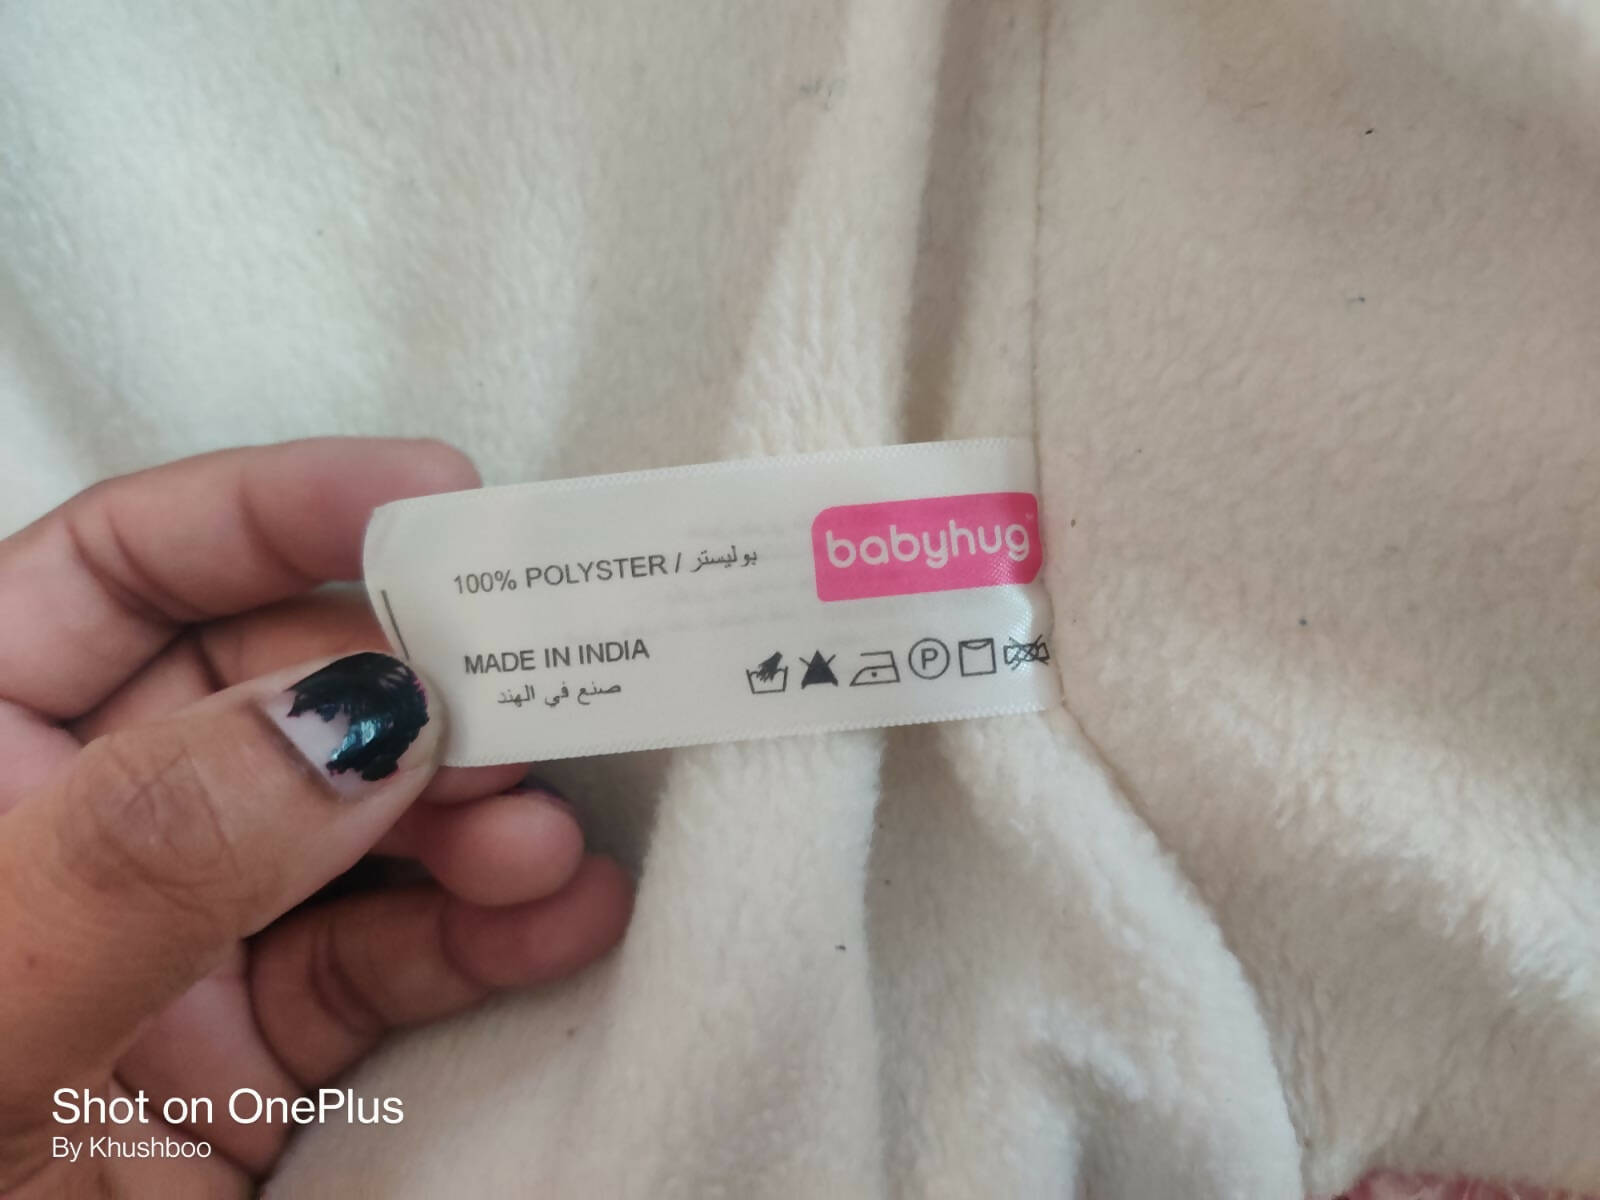 babyhug
100% POLYSTER / بوليستر
MADE IN INDIA
صنع في الهند
P
Shot on OnePlus
By Khushboo